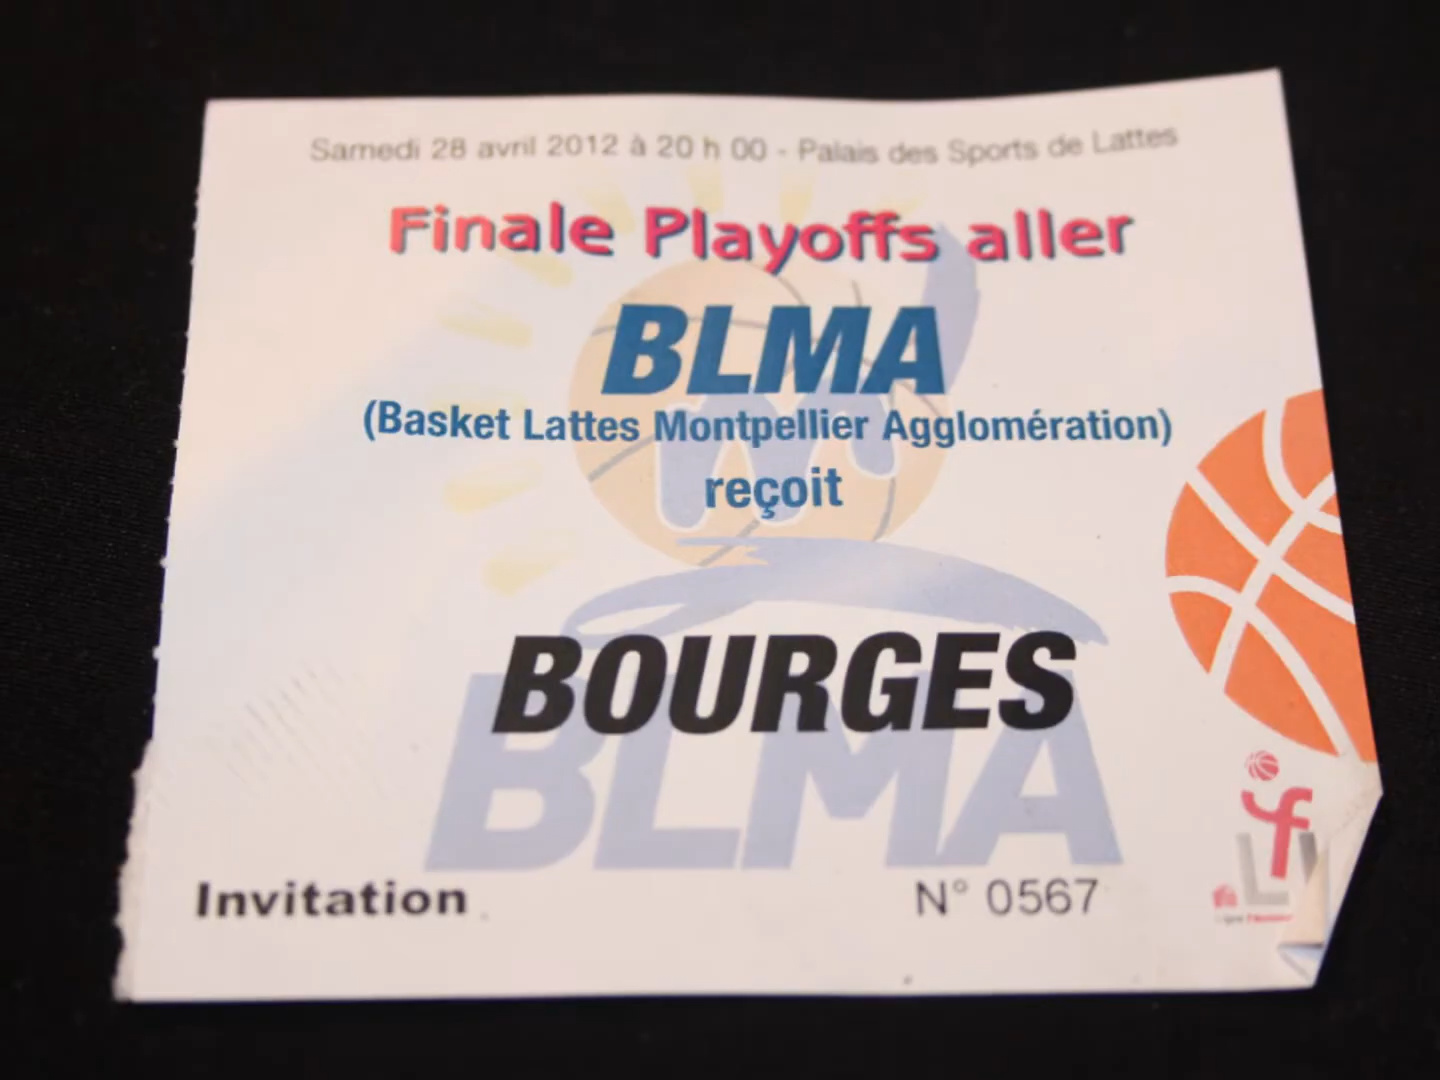 Samedi 28 avril 2012 à 20 h 00 - Palais des Sports de Lattes
Finale Playoffs aller
BLMA
(Basket Lattes Montpellier Agglomération)
reçoit
BOURGES
BLMA
Invitation
N° 0567